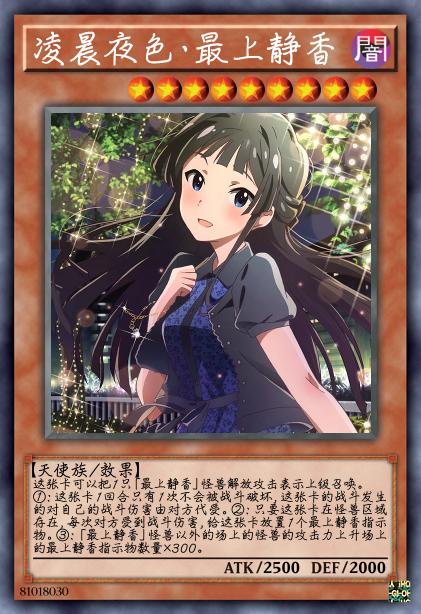 凌晨夜色·最上静香 闇
【天使族/效果】
这张卡可以把1只「最上静香」怪兽解放攻击表示上级召唤。
①:这张卡1回合只有1次不会被战斗破坏,这张卡的战斗发生
的对自己的战斗伤害由对方代受。②:只要这张卡在怪兽区域
存在,每次对方受到战斗伤害,给这张卡放置1个最上静香指示
物。③:「最上静香」怪兽以外的场上的怪兽的攻击力上升场上
的最上静香指示物数量×300。
ATK/2500 DEF/2000
81018030